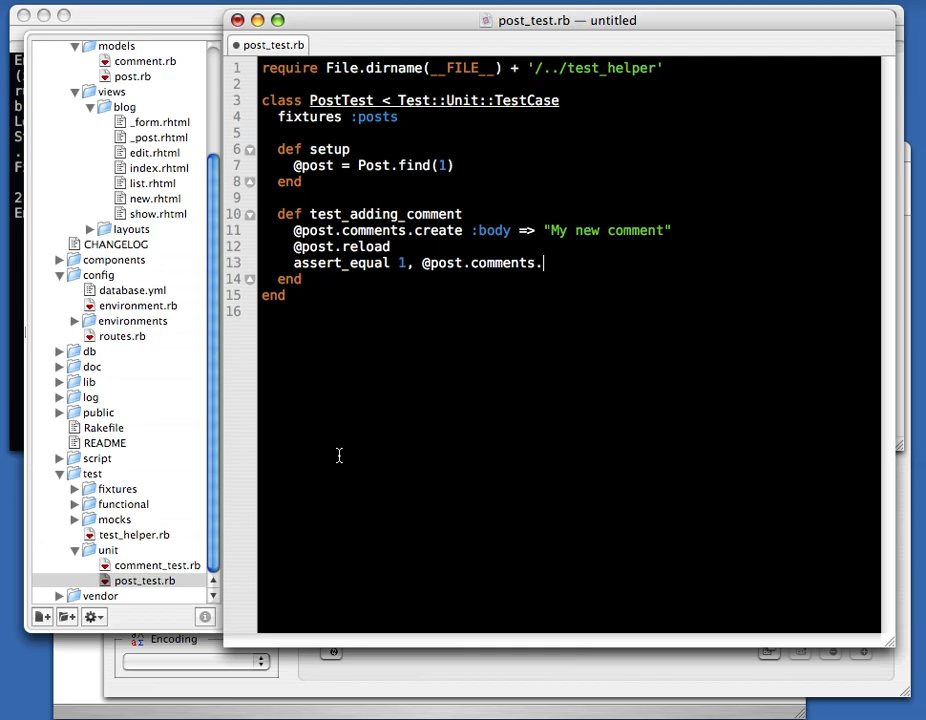 post_test.rb — untitled
models
comment.rb
post.rb
views
blog
_form.rhtml
_post.rhtml
edit.rhtml
index.rhtml
list.rhtml
new.rhtml
show.rhtml
layouts
CHANGELOG
components
config
database.yml
environment.rb
environments
routes.rb
db
doc
lib
log
public
Rakefile
README
script
test
fixtures
functional
mocks
test_helper.rb
unit
comment_test.rb
post_test.rb
vendor
post_test.rb
1 require File.dirname(__FILE__) + '/../test_helper'
2
3 class PostTest < Test::Unit::TestCase
4 fixtures :posts
5
6 def setup
7 @post = Post.find(1)
8 end
9
10 def test_adding_comment
11 @post.comments.create :body => "My new comment"
12 @post.reload
13 assert_equal 1, @post.comments.
14 end
15 end
16
Encoding